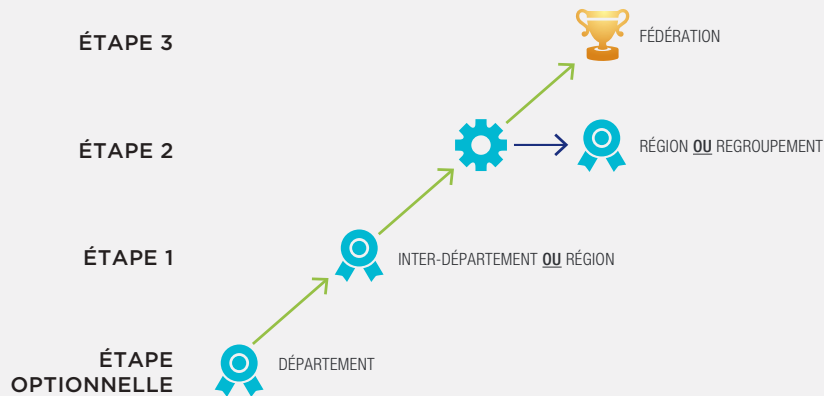 ÉTAPE 3
FÉDÉRATION
ÉTAPE 2
RÉGION OU REGROUPEMENT
ÉTAPE 1
INTER-DÉPARTEMENT OU RÉGION
ÉTAPE
OPTIONNELLE
DÉPARTEMENT